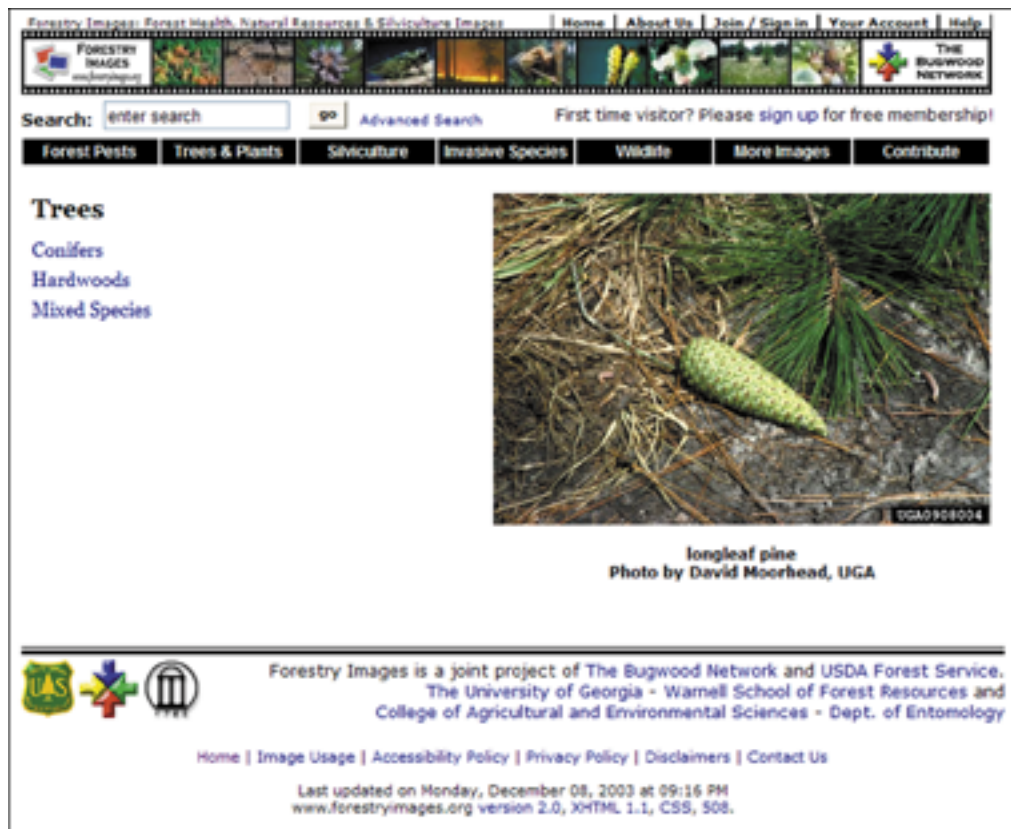 Forestry Images: Forest Health, Natural Resources & Silviculture Images | Home | About Us | Join / Sign in | Your Account | Help |
FORESTRY
IMAGES
www.forestryimages.org
THE
BUGWOOD
NETWORK
Search: enter search go Advanced Search First time visitor? Please sign up for free membership!
Forest Pests Trees & Plants Silviculture Invasive Species Wildlife More Images Contribute
Trees
Conifers
Hardwoods
Mixed Species
UGA0908004
longleaf pine
Photo by David Moorhead, UGA
UAS
Forestry Images is a joint project of The Bugwood Network and USDA Forest Service.
The University of Georgia - Warnell School of Forest Resources and
College of Agricultural and Environmental Sciences - Dept. of Entomology
Home | Image Usage | Accessibility Policy | Privacy Policy | Disclaimers | Contact Us
Last updated on Monday, December 08, 2003 at 09:16 PM
www.forestryimages.org version 2.0, XHTML 1.1, CSS, 508.